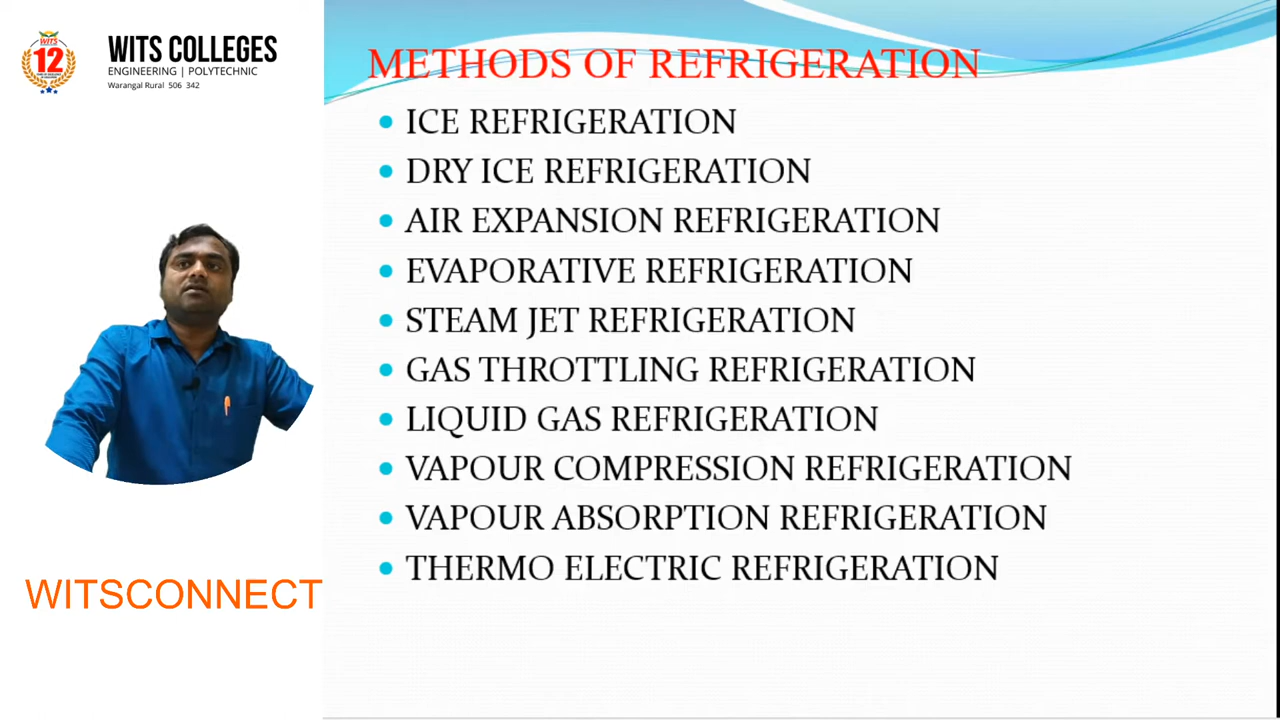 WITS
12
WITS COLLEGES
ENGINEERING | POLYTECHNIC
Warangal Rural 506 342
METHODS OF REFRIGERATION
• ICE REFRIGERATION
• DRY ICE REFRIGERATION
• AIR EXPANSION REFRIGERATION
• EVAPORATIVE REFRIGERATION
• STEAM JET REFRIGERATION
• GAS THROTTLING REFRIGERATION
• LIQUID GAS REFRIGERATION
• VAPOUR COMPRESSION REFRIGERATION
• VAPOUR ABSORPTION REFRIGERATION
• THERMO ELECTRIC REFRIGERATION
WITSCONNECT